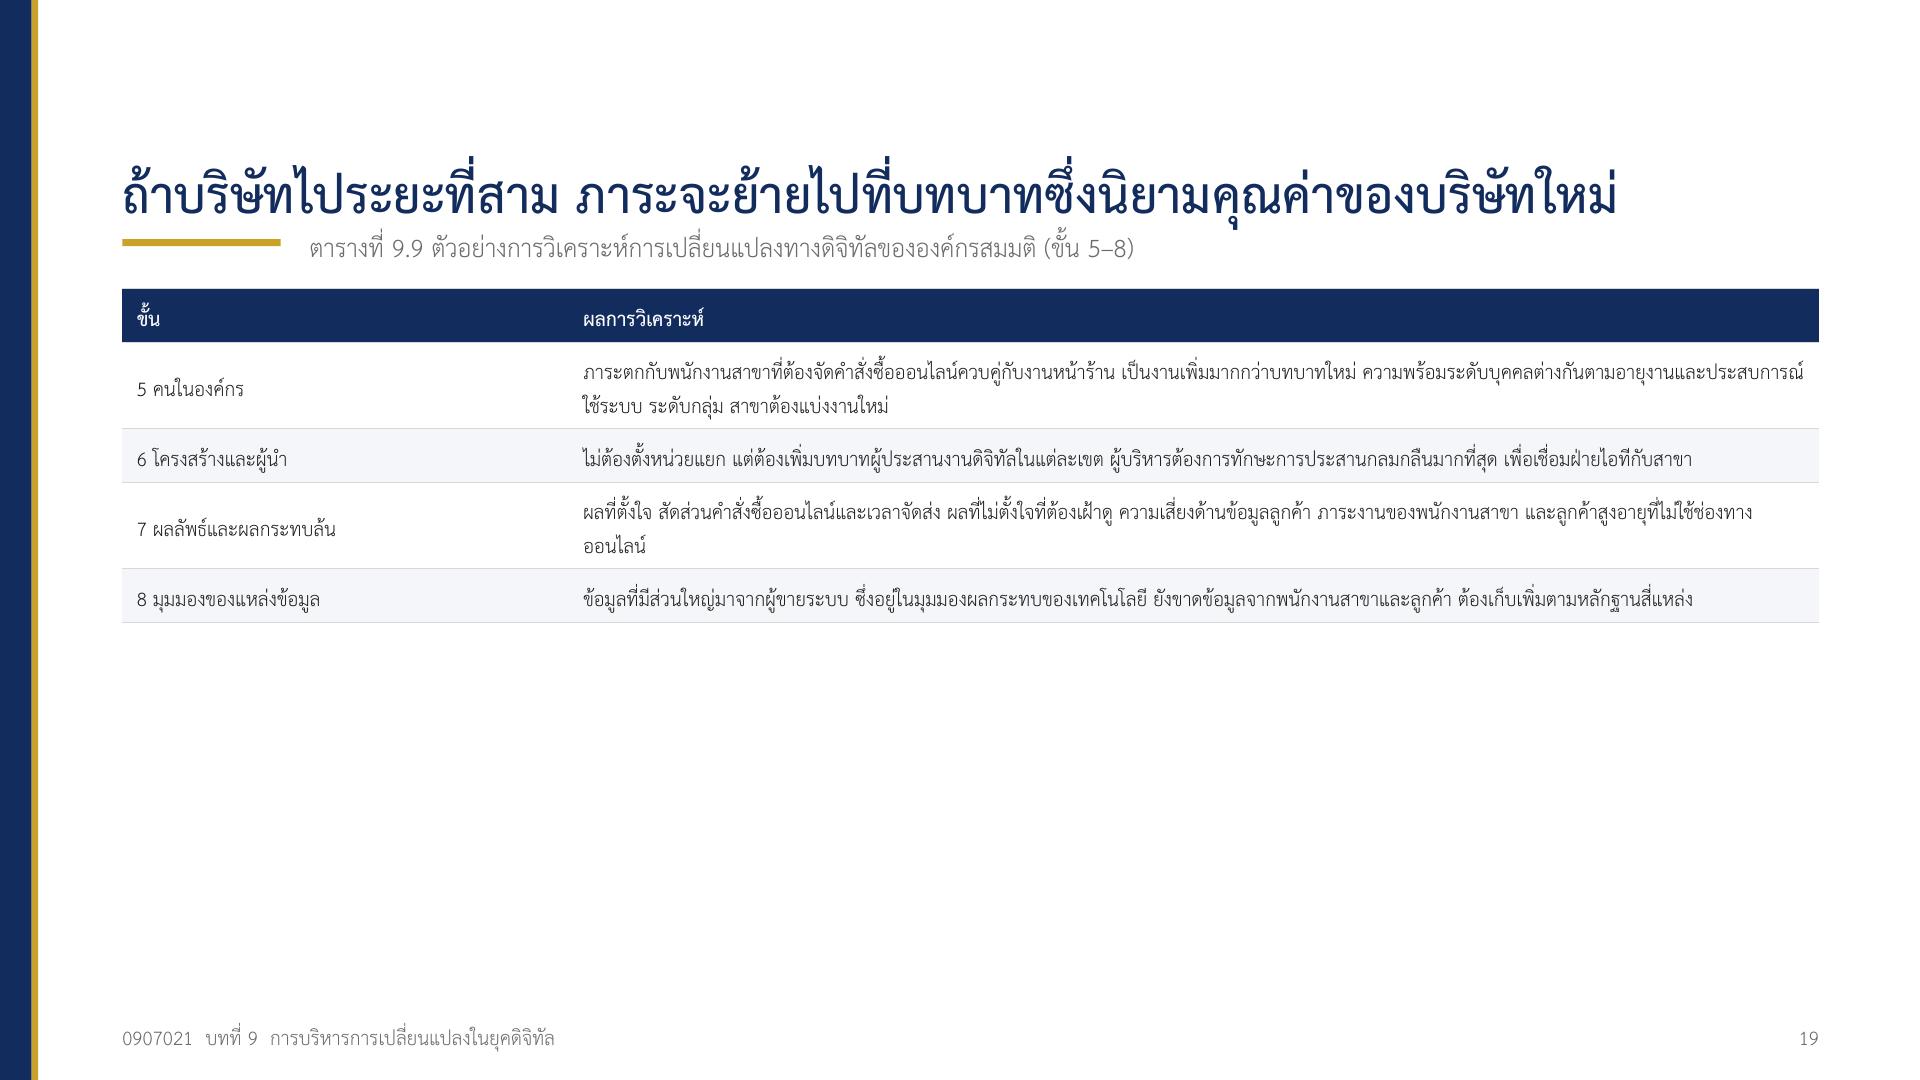 ถ้าบริษัทไประยะที่สาม ภาระจะย้ายไปที่บทบาทซึ่งนิยามคุณค่าของบริษัทใหม่
ตารางที่ 9.9 ตัวอย่างการวิเคราะห์การเปลี่ยนแปลงทางดิจิทัลขององค์กรสมมติ (ขั้น 5–8)
ขั้น ผลการวิเคราะห์
5 คนในองค์กร
ภาระตกกับพนักงานสาขาที่ต้องจัดคำสั่งซื้อออนไลน์ควบคู่กับงานหน้าร้าน เป็นงานเพิ่มมากกว่าบทบาทใหม่ ความพร้อมระดับบุคคลต่างกันตามอายุงานและประสบการณ์
ใช้ระบบ ระดับกลุ่ม สาขาต้องแบ่งงานใหม่
6 โครงสร้างและผู้นำ
ไม่ต้องตั้งหน่วยแยก แต่ต้องเพิ่มบทบาทผู้ประสานงานดิจิทัลในแต่ละเขต ผู้บริหารต้องการทักษะการประสานกลมกลืนมากที่สุด เพื่อเชื่อมฝ่ายไอทีกับสาขา
7 ผลลัพธ์และผลกระทบล้น
ผลที่ตั้งใจ สัดส่วนคำสั่งซื้อออนไลน์และเวลาจัดส่ง ผลที่ไม่ตั้งใจที่ต้องเฝ้าดู ความเสี่ยงด้านข้อมูลลูกค้า ภาระงานของพนักงานสาขา และลูกค้าสูงอายุที่ไม่ใช้ช่องทาง
ออนไลน์
8 มุมมองของแหล่งข้อมูล
ข้อมูลที่มีส่วนใหญ่มาจากผู้ขายระบบ ซึ่งอยู่ในมุมมองผลกระทบของเทคโนโลยี ยังขาดข้อมูลจากพนักงานสาขาและลูกค้า ต้องเก็บเพิ่มตามหลักฐานสี่แหล่ง
0907021 บทที่ 9 การบริหารการเปลี่ยนแปลงในยุคดิจิทัล
19